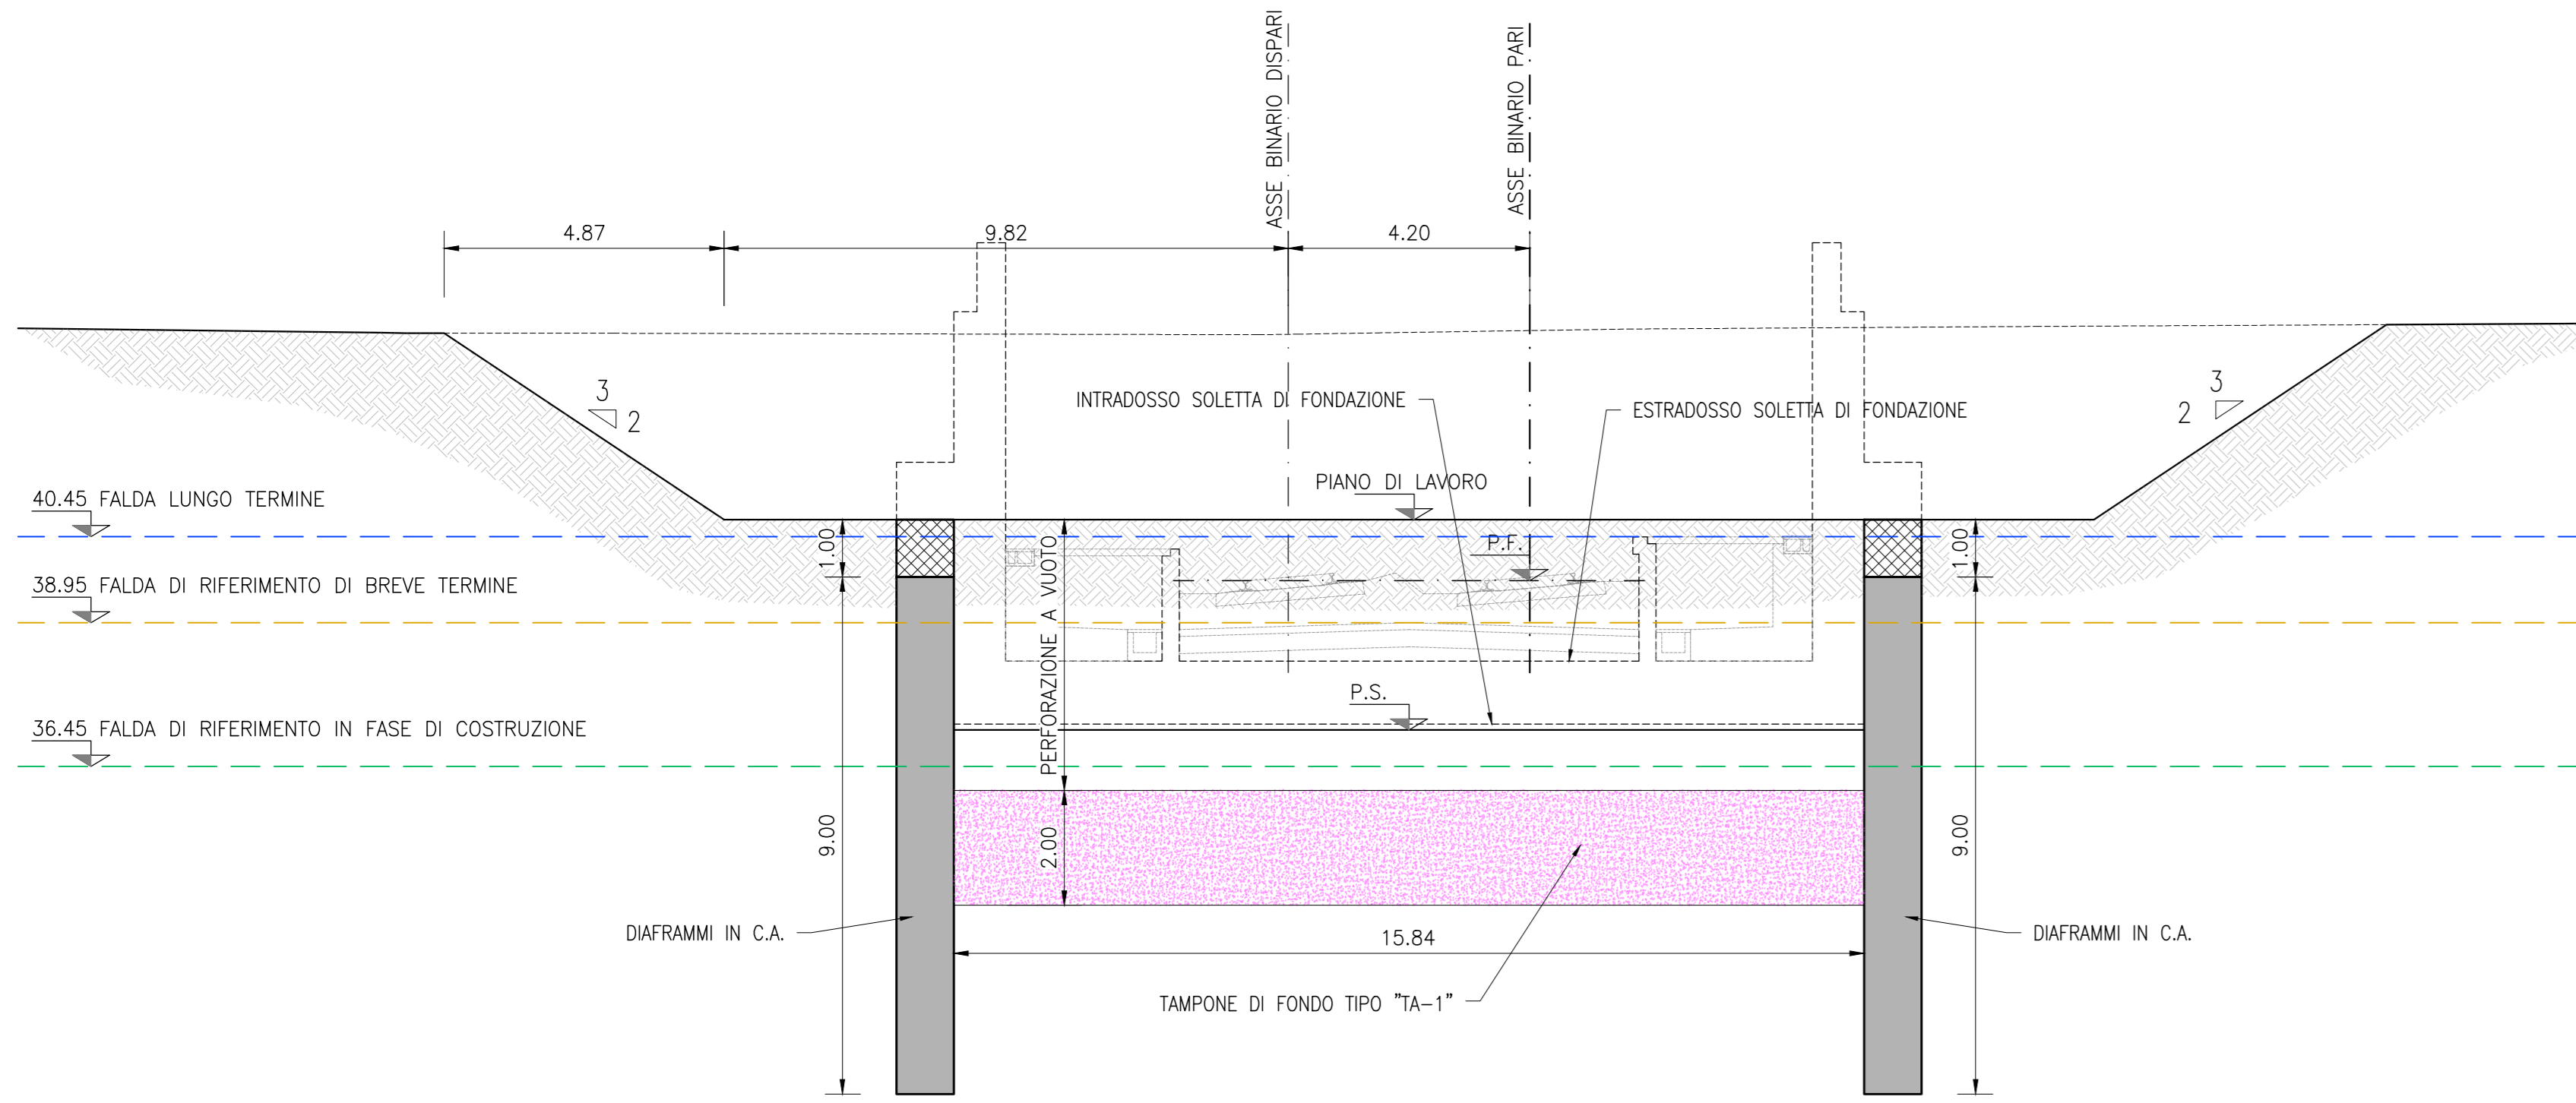 ASSE BINARIO DISPARI
ASSE BINARIO PARI
4.87
9.82
4.20
3
2
3
2
INTRADOSSO SOLETTA DI FONDAZIONE
ESTRADOSSO SOLETTA DI FONDAZIONE
PIANO DI LAVORO
40.45 FALDA LUNGO TERMINE
P.F.
1.00
1.00
38.95 FALDA DI RIFERIMENTO DI BREVE TERMINE
PERFORAZIONE A VUOTO
P.S.
36.45 FALDA DI RIFERIMENTO IN FASE DI COSTRUZIONE
9.00
2.00
9.00
DIAFRAMMI IN C.A.
15.84
DIAFRAMMI IN C.A.
TAMPONE DI FONDO TIPO "TA-1"